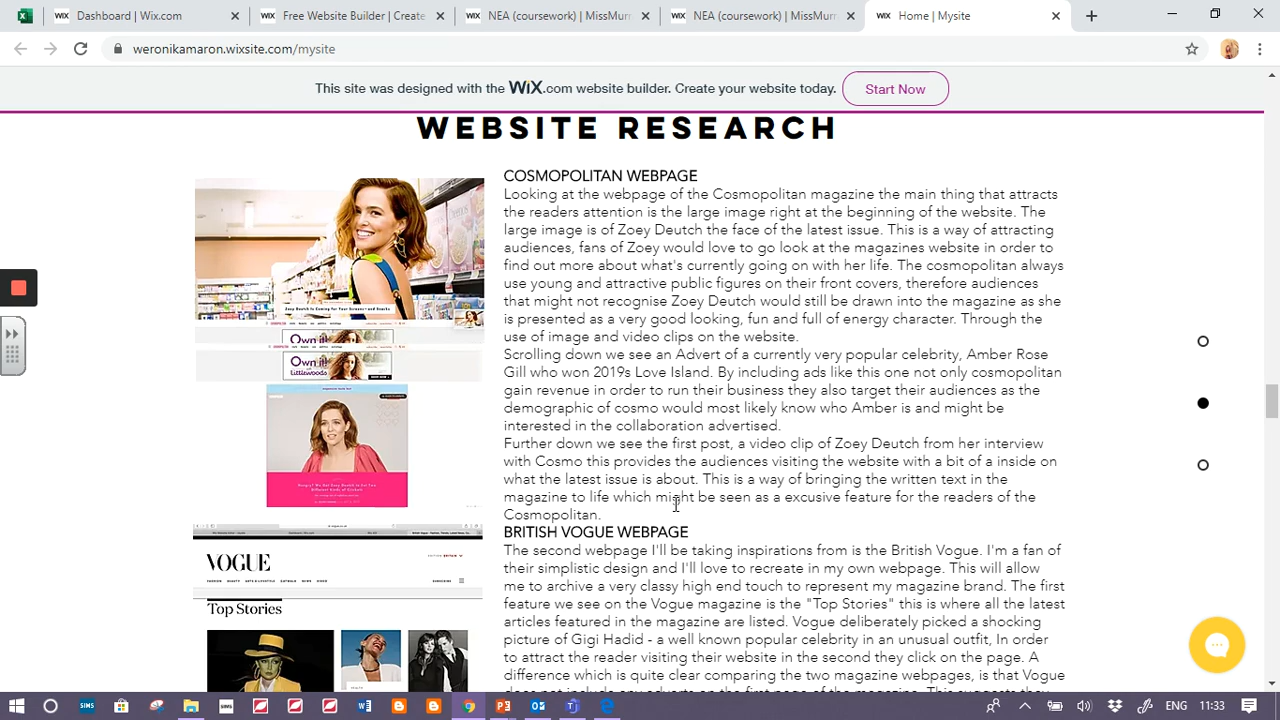 Dashboard | Wix.com
Free Website Builder | Create
NEA (coursework) | MissMurr
NEA (coursework) | MissMum
Home | Mysite
weronikamaron.wixsite.com/mysite
This site was designed with the WiX.com website builder. Create your website today.
Start Now
WEBSITE RESEARCH
COSMOPOLITAN WEBPAGE
Looking at the webpage of the Cosmopolitan magazine the main thing that attracts
the readers attention is the large image right at the beginning of the website. The
large image is of Zoey Deutch the face of the latest issue. This is a way of attracting
audiences, fans of Zoey would love to go look at the magazines website in order to
find out more about what's currently going on with her life. The cosmopolitan always
use young and attractive public figures on their front covers, therefore audiences
that might not recognise Zoey Deutch would still be drawn into the magazine as she
is presented as a very good looking, fun and full of energy character. Through the
use of image and video clips on the website.
Scrolling down we see an Advert of a currently very popular celebrity, Amber Rose
Gill who won 2019s Love Island. By including ads like this one not only cosmopolitan
gain revenue in order to run their business they also target their audiences as the
demographic of cosmo would most likely know who Amber is and might be
interested in the collaboration advertised.
Further down we see the first post, a video clip of Zoey Deutch from her interview
with Cosmo this provides the audience visiting the website with a bit of a inside on
what the main article is going to be about. The video brings the written text in the
magazine to life which might be seen as a exlcusive feature for the readers of the
Cosmopolitan.
Own it!
Own it!
Littlewoods
BRITISH VOGUE WEBPAGE
The second webpage I'll be taking inspirations from is the British Vogue. I'm a fan of
their simplistic design and I'll love to recreate in my own webpage. This will allow
me to archive a very classy high end touch to represent my magazine brand. The first
feature we see on the Vogue magazine is the "Top Stories" this is where all the latest
articles featured in the magazine are listed. Vogue deliberately picked a shocking
picture of Gigi Hadid - a well known popular celebrity in an unusual outfit, In order
to attract the reader visiting their website in the second they click on the page. A
difference which is quite clear comparing the two magazine webpages, is that Vogue
VOGUE
Top Stories
ENG
11:33